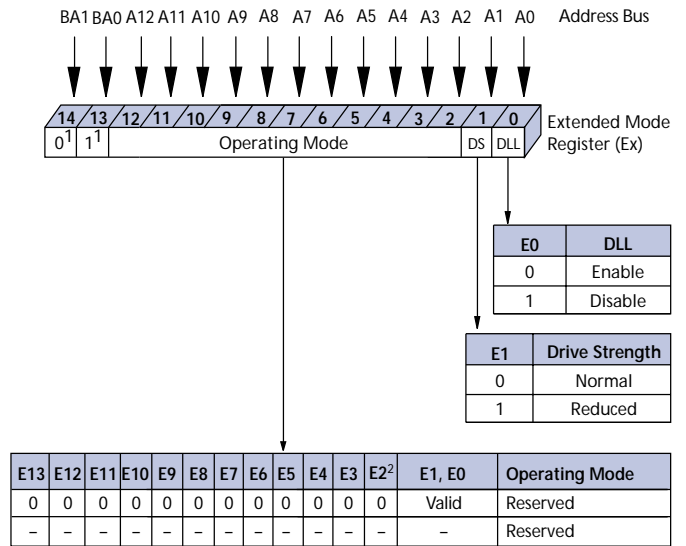 BA1 BA0 A12 A11 A10 A9 A8 A7 A6 A5 A4 A3 A2 A1 A0 Address Bus
14 13 12 11 10 9 8 7 6 5 4 3 2 1 0
Extended Mode
Register (Ex)
0¹ 1¹ Operating Mode DS DLL
E0 DLL
0 Enable
1 Disable
E1 Drive Strength
0 Normal
1 Reduced
E13 E12 E11 E10 E9 E8 E7 E6 E5 E4 E3 E2² E1, E0 Operating Mode
0 0 0 0 0 0 0 0 0 0 0 0 Valid Reserved
– – – – – – – – – – – – – Reserved